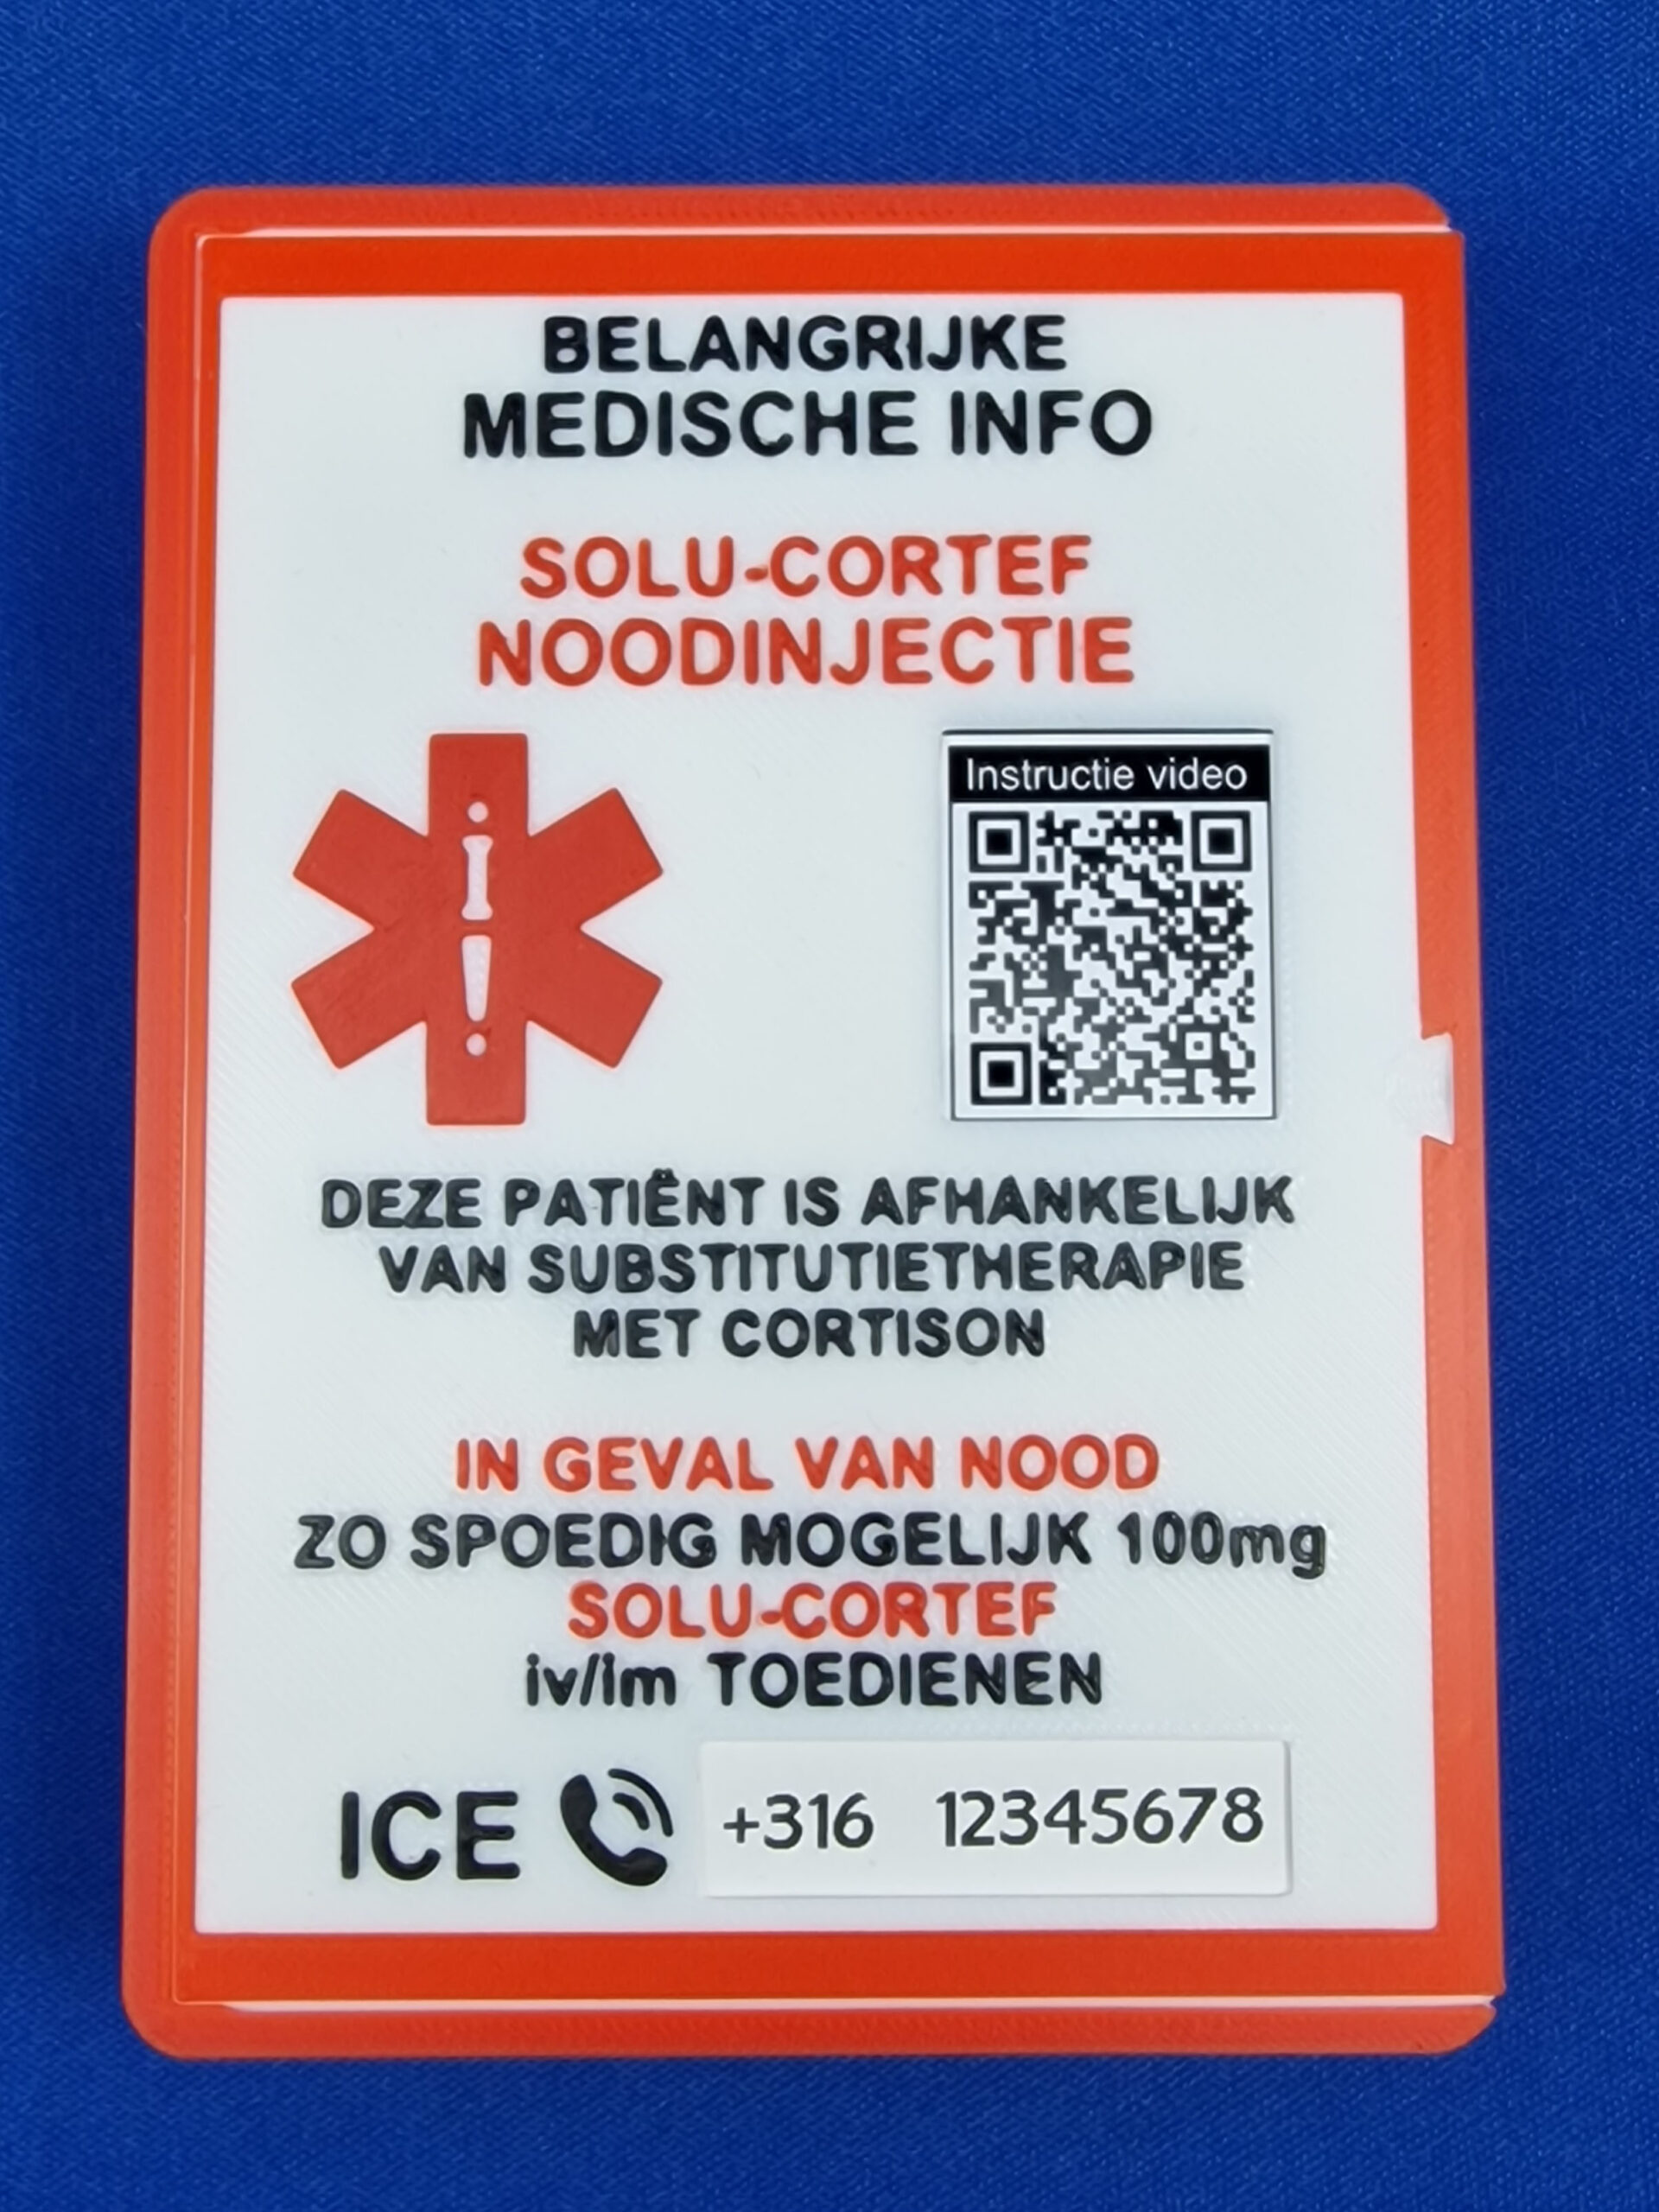 BELANGRIJKE
MEDISCHE INFO
SOLU-CORTEF
NOODINJECTIE
Instructie video
DEZE PATIËNT IS AFHANKELIJK
VAN SUBSTITUTIETHERAPIE
MET CORTISON
IN GEVAL VAN NOOD
ZO SPOEDIG MOGELIJK 100mg
SOLU-CORTEF
iv/im TOEDIENEN
ICE +316 12345678